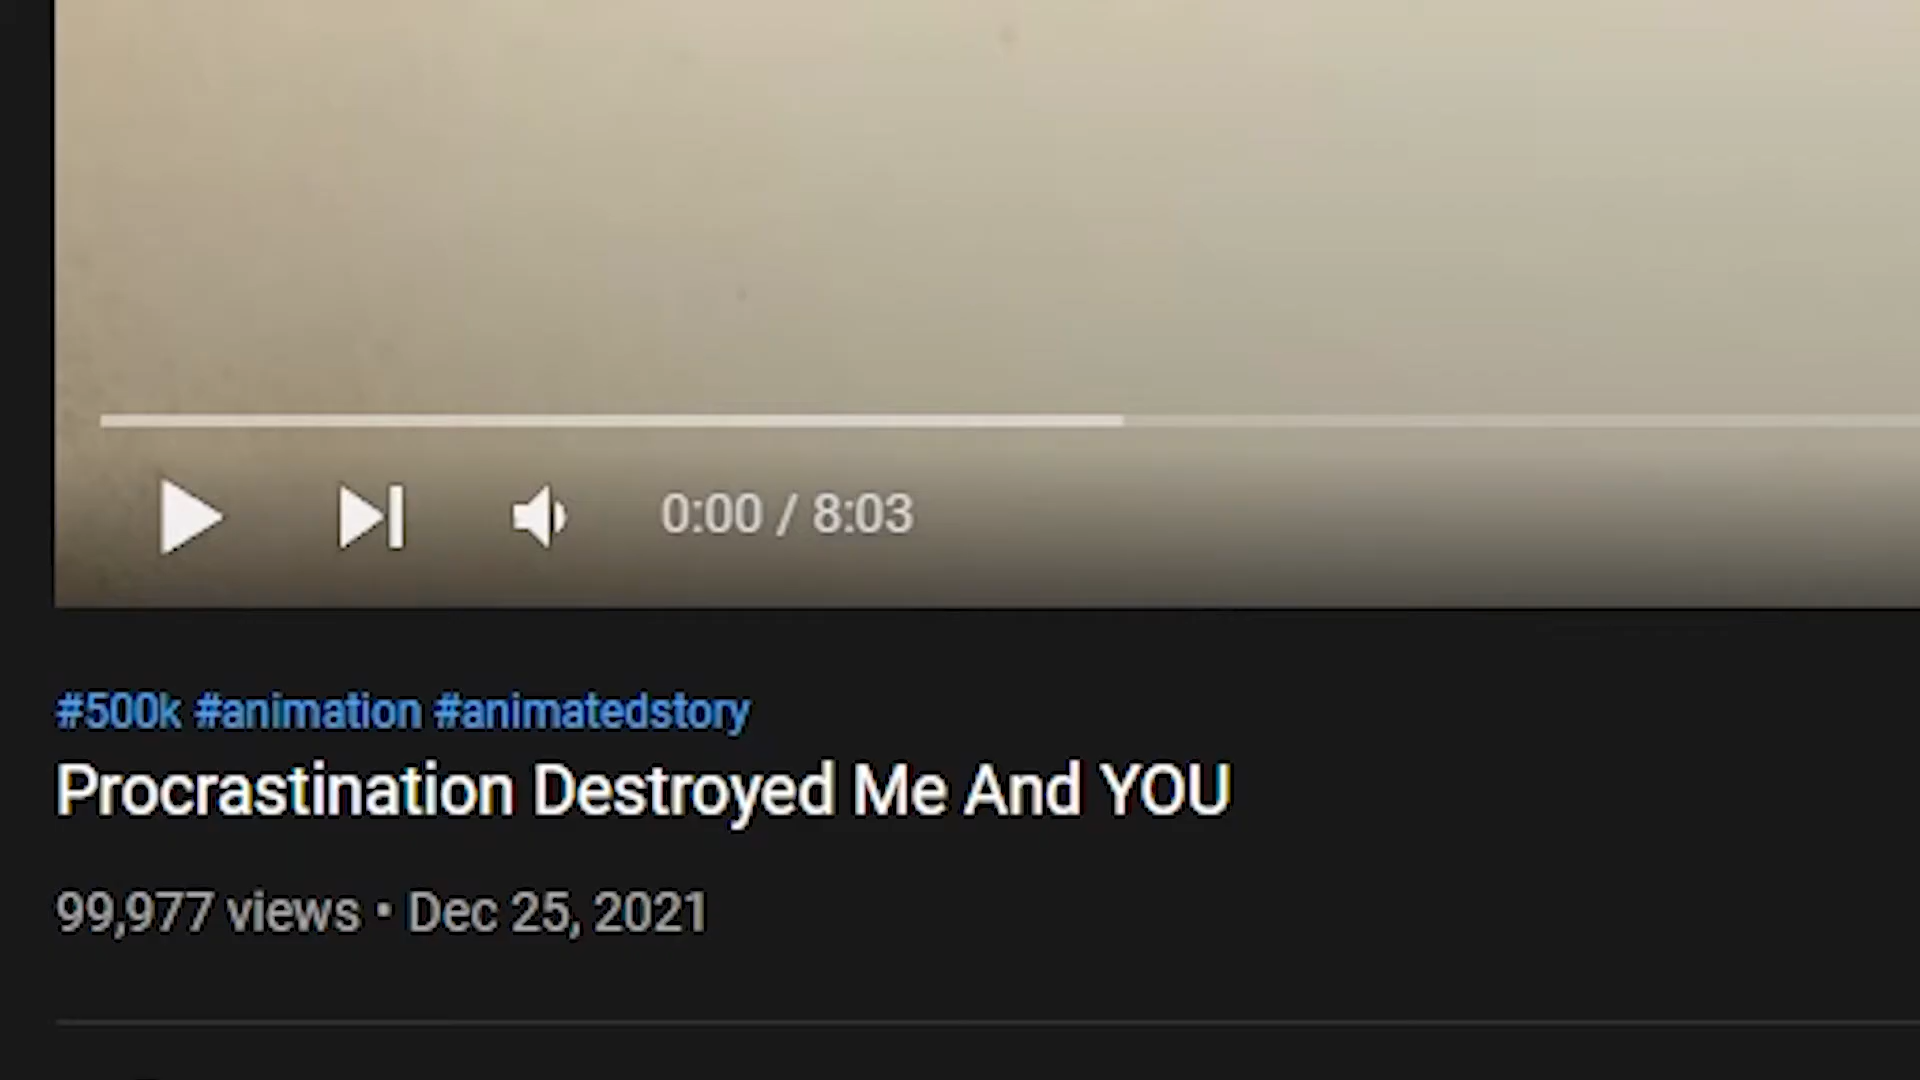 0:00 / 8:03
#500k #animation #animatedstory
Procrastination Destroyed Me And YOU
99,977 views • Dec 25, 2021